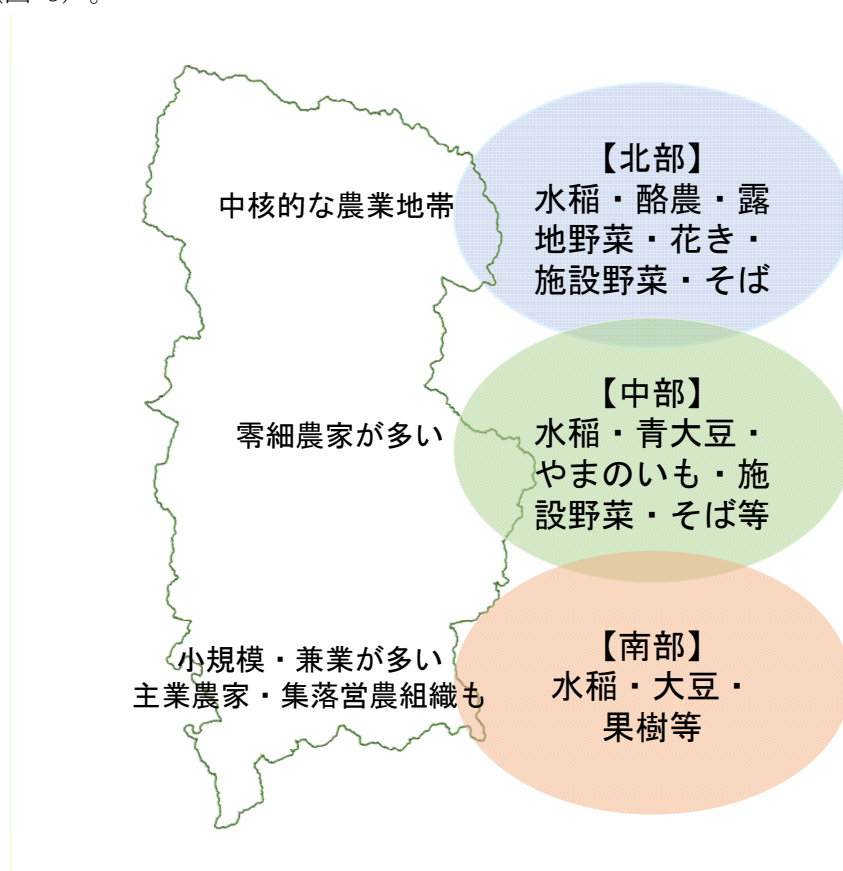 中核的な農業地帯
【北部】
水稲・酪農・露
地野菜・花き・
施設野菜・そば
零細農家が多い
【中部】
水稲・青大豆・
やまのいも・施
設野菜・そば等
小規模・兼業が多い
主業農家・集落営農組織も
【南部】
水稲・大豆・
果樹等